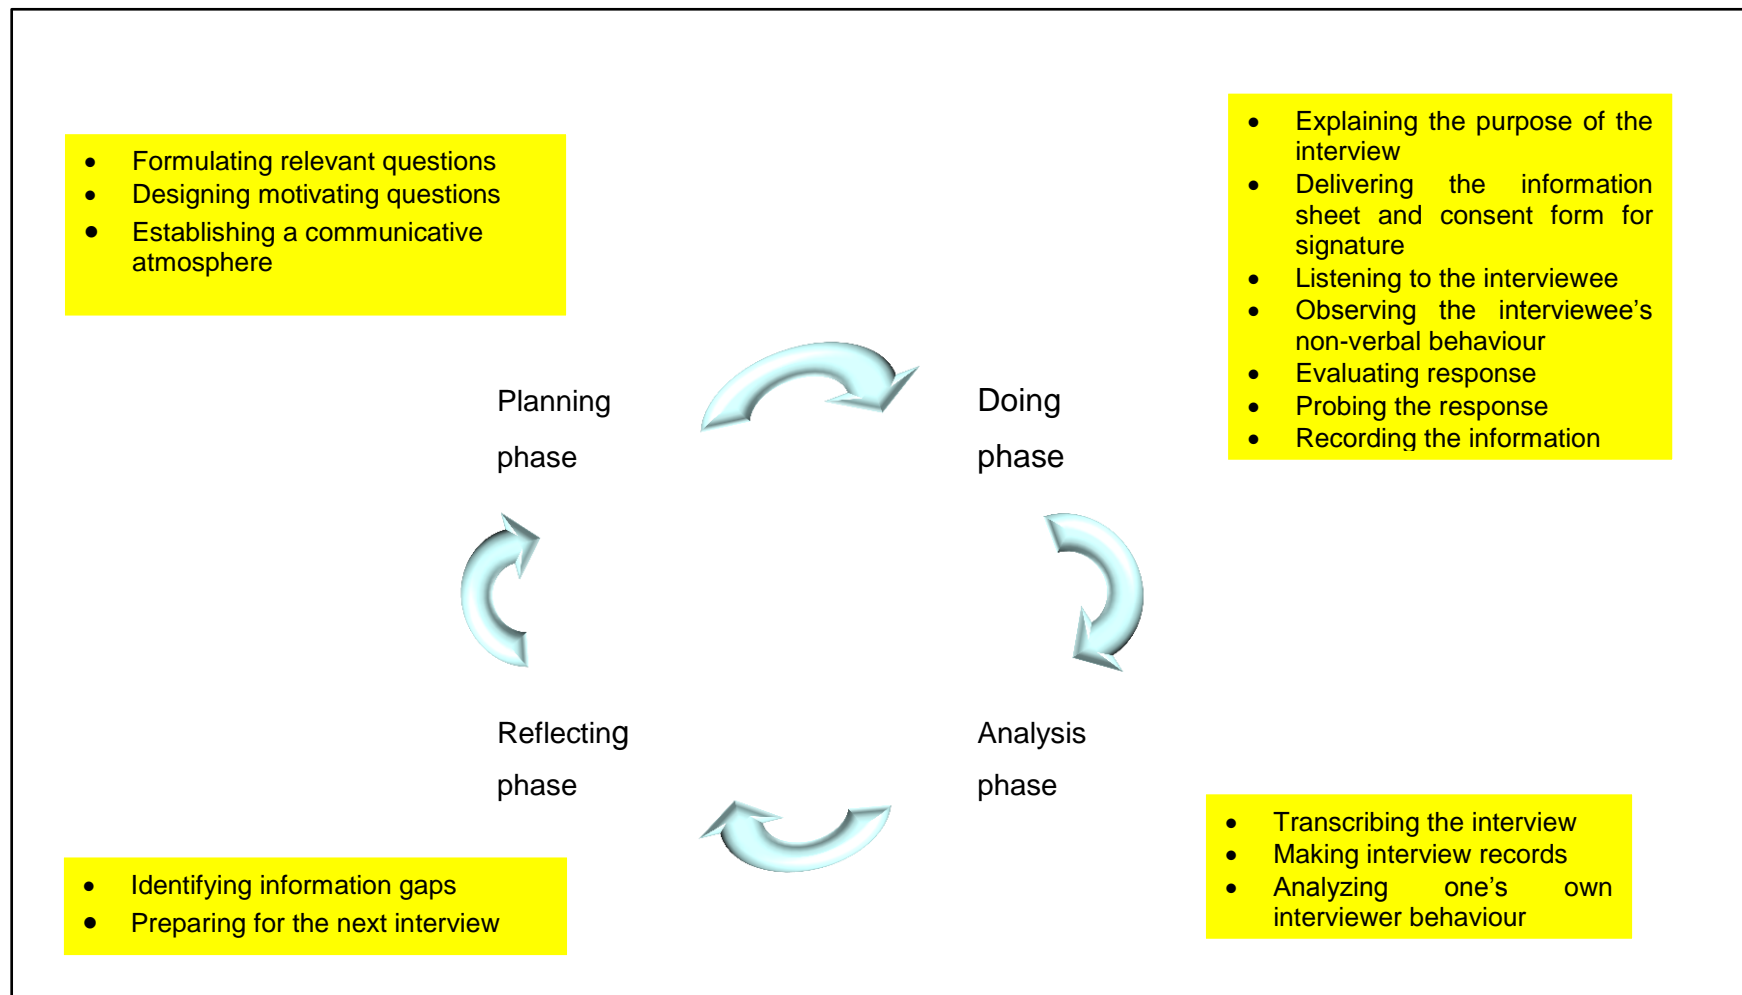 • Formulating relevant questions
• Designing motivating questions
• Establishing a communicative
atmosphere
• Explaining the purpose of the
interview
• Delivering the information
sheet and consent form for
signature
• Listening to the interviewee
• Observing the interviewee’s
non-verbal behaviour
• Evaluating response
• Probing the response
• Recording the information
Planning
phase
Doing
phase
Reflecting
phase
Analysis
phase
• Identifying information gaps
• Preparing for the next interview
• Transcribing the interview
• Making interview records
• Analyzing one’s own
interviewer behaviour